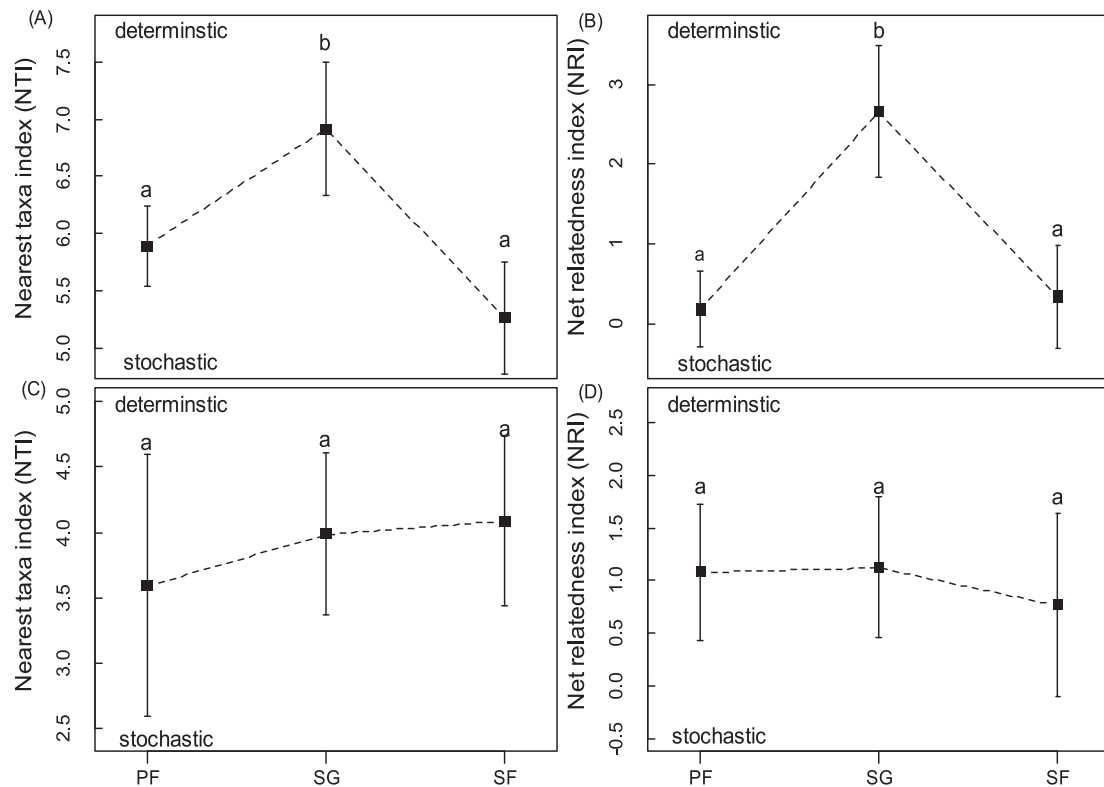 (A)
determinstic
Nearest taxa index (NTI)
7.5
7.0
6.5
6.0
5.5
5.0
a
b
a
stochastic
(B)
determinstic
Net relatedness index (NRI)
3
2
1
0
a
b
a
stochastic
(C)
determinstic
Nearest taxa index (NTI)
5.0
4.5
4.0
3.5
3.0
2.5
a
a
a
stochastic
PF
SG
SF
(D)
determinstic
Net relatedness index (NRI)
2.5
2.0
1.5
1.0
0.5
0.0
-0.5
a
a
a
stochastic
PF
SG
SF